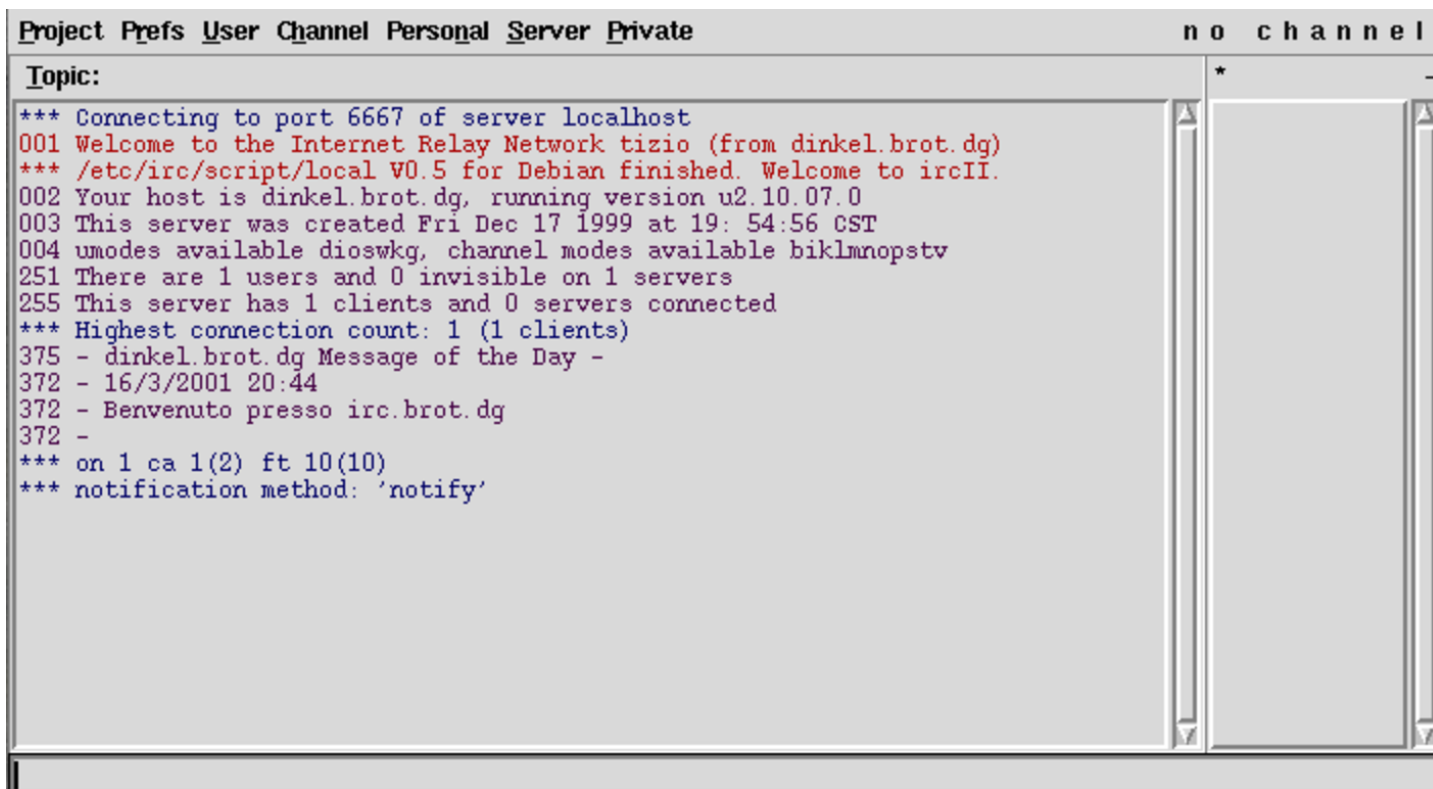 Project Prefs User Channel Personal Server Private no channel
Topic: * -
*** Connecting to port 6667 of server localhost
001 Welcome to the Internet Relay Network tizio (from dinkel.brot.dg)
*** /etc/irc/script/local V0.5 for Debian finished. Welcome to ircII.
002 Your host is dinkel.brot.dg, running version u2.10.07.0
003 This server was created Fri Dec 17 1999 at 19: 54:56 CST
004 umodes available dioswkg, channel modes available biklmnopstv
251 There are 1 users and 0 invisible on 1 servers
255 This server has 1 clients and 0 servers connected
*** Highest connection count: 1 (1 clients)
375 - dinkel.brot.dg Message of the Day -
372 - 16/3/2001 20:44
372 - Benvenuto presso irc.brot.dg
372 -
*** on 1 ca 1(2) ft 10(10)
*** notification method: 'notify'